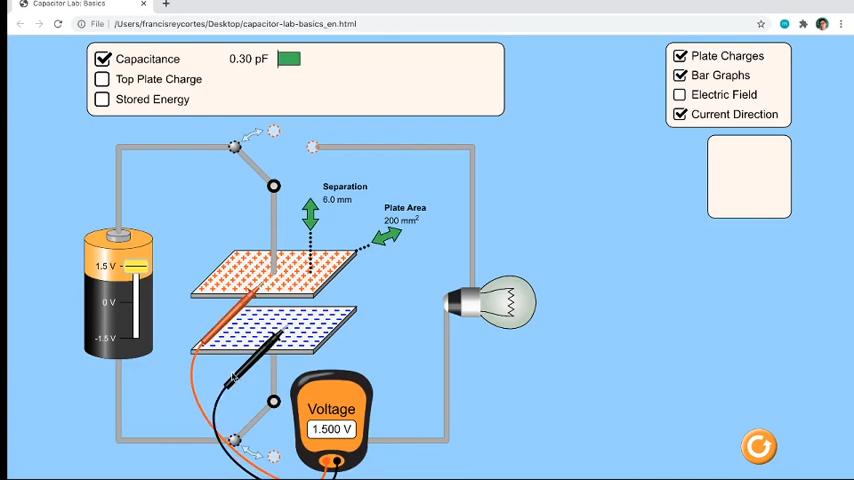 Capacitor Lab: Basics
File | /Users/francisreycortes/Desktop/capacitor-lab-basics_en.html
Capacitance 0.30 pF
Top Plate Charge
Stored Energy
Plate Charges
Bar Graphs
Electric Field
Current Direction
Separation
6.0 mm
Plate Area
200 mm²
1.5 V
0 V
-1.5 V
Voltage
1.500 V